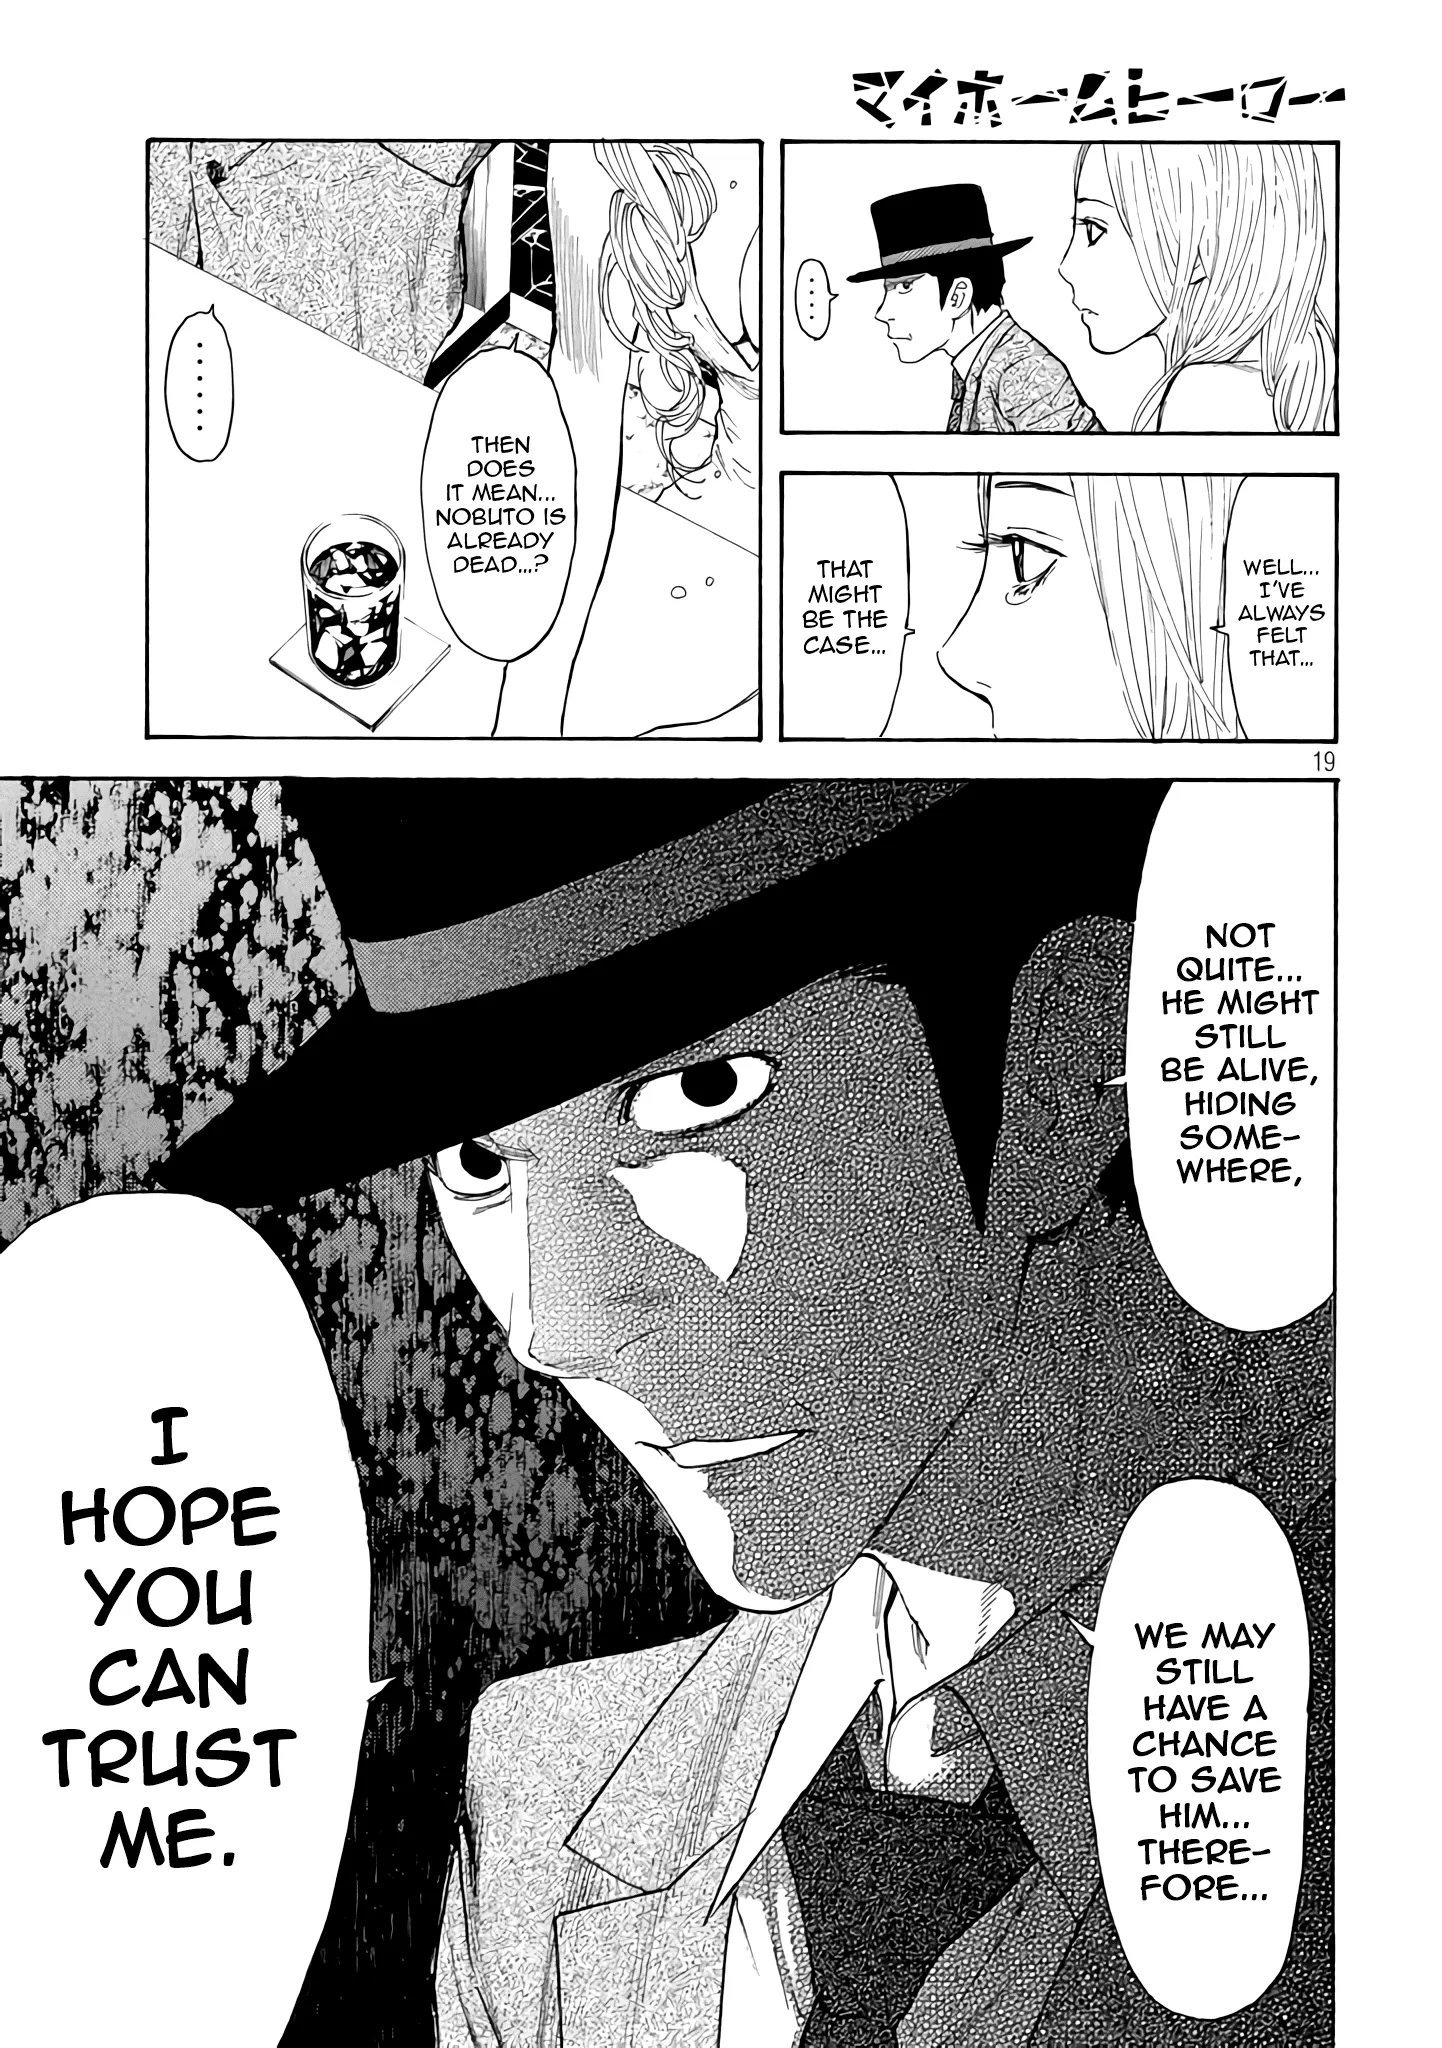 マイホームヒーロー
....
WELL...
I'VE
ALWAYS
FELT
THAT...
THAT
MIGHT
BE THE
CASE...
THEN
DOES
IT MEAN...
NOBUTO IS
ALREADY
DEAD...?
......
19
NOT
QUITE...
HE MIGHT
STILL
BE ALIVE,
HIDING
SOME-
WHERE,
WE MAY
STILL
HAVE A
CHANCE
TO SAVE
HIM...
THERE-
FORE...
I
HOPE
YOU
CAN
TRUST
ME.